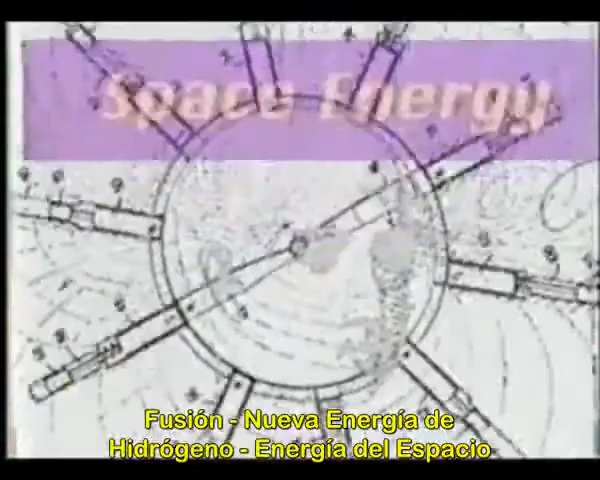 Space Energy
Fusión - Nueva Energía de
Hidrógeno - Energía del Espacio